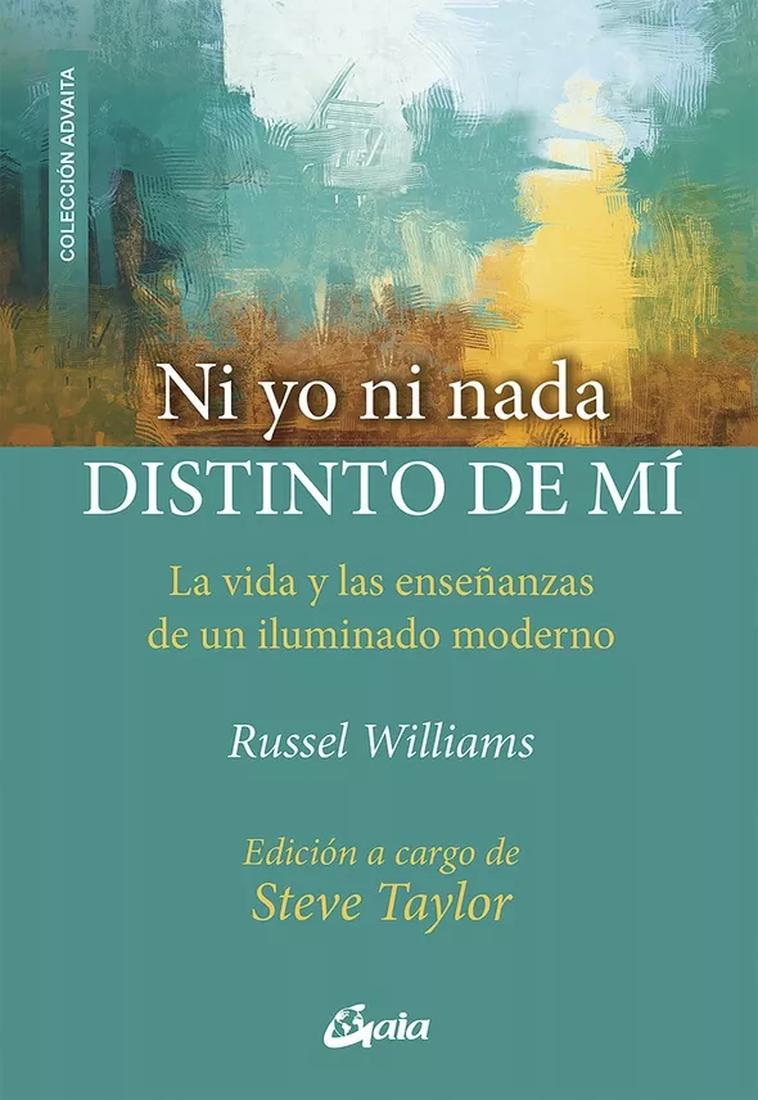 COLECCIÓN ADVAITA
Ni yo ni nada
DISTINTO DE MÍ
La vida y las enseñanzas
de un iluminado moderno
Russel Williams
Edición a cargo de
Steve Taylor
Gaia